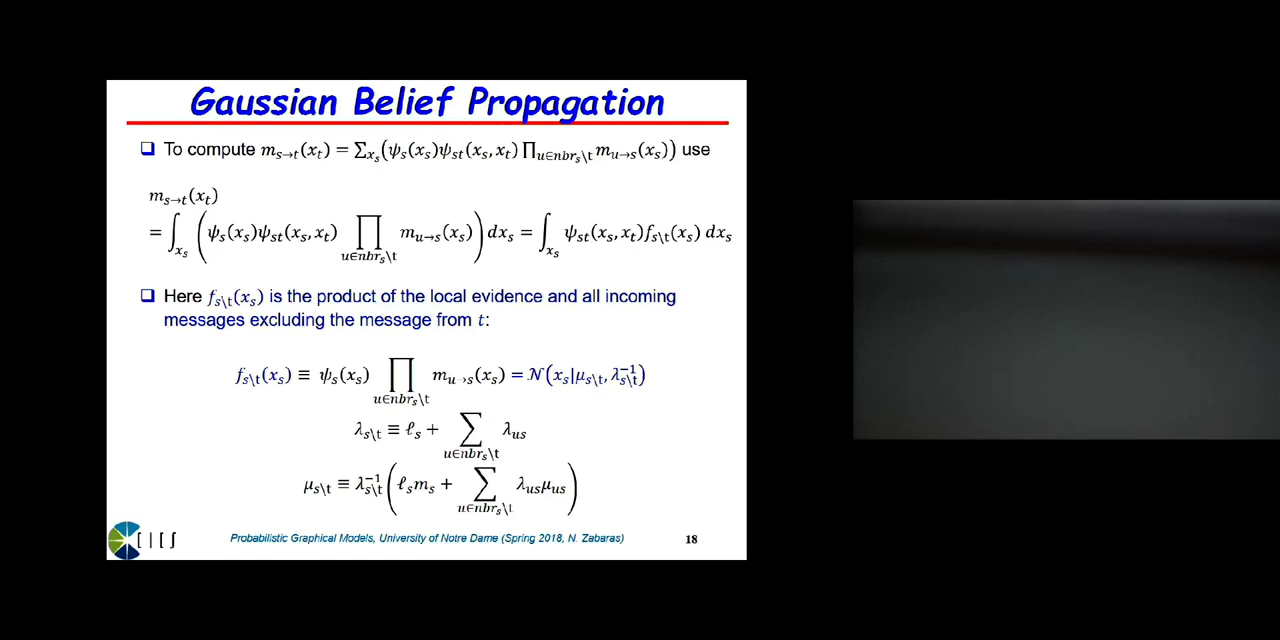 Gaussian Belief Propagation
❑ To compute m_{s→t}(x_t) = ∑_{x_s}(ψ_s(x_s)ψ_{st}(x_s, x_t) ∏_{u∈nbr_s\t} m_{u→s}(x_s)) use
m_{s→t}(x_t)
= ∫_{x_s} (ψ_s(x_s)ψ_{st}(x_s, x_t) ∏_{u∈nbr_s\t} m_{u→s}(x_s)) dx_s = ∫_{x_s} ψ_{st}(x_s, x_t)f_{s\t}(x_s) dx_s
❑ Here f_{s\t}(x_s) is the product of the local evidence and all incoming
messages excluding the message from t:
f_{s\t}(x_s) ≡ ψ_s(x_s) ∏_{u∈nbr_s\t} m_{u→s}(x_s) = 𝒩(x_s|μ_{s\t}, λ_{s\t}^{-1})
λ_{s\t} ≡ ℓ_s + ∑_{u∈nbr_s\t} λ_{us}
μ_{s\t} ≡ λ_{s\t}^{-1} (ℓ_s m_s + ∑_{u∈nbr_s\t} λ_{us}μ_{us})
Probabilistic Graphical Models, University of Notre Dame (Spring 2018, N. Zabaras)
18